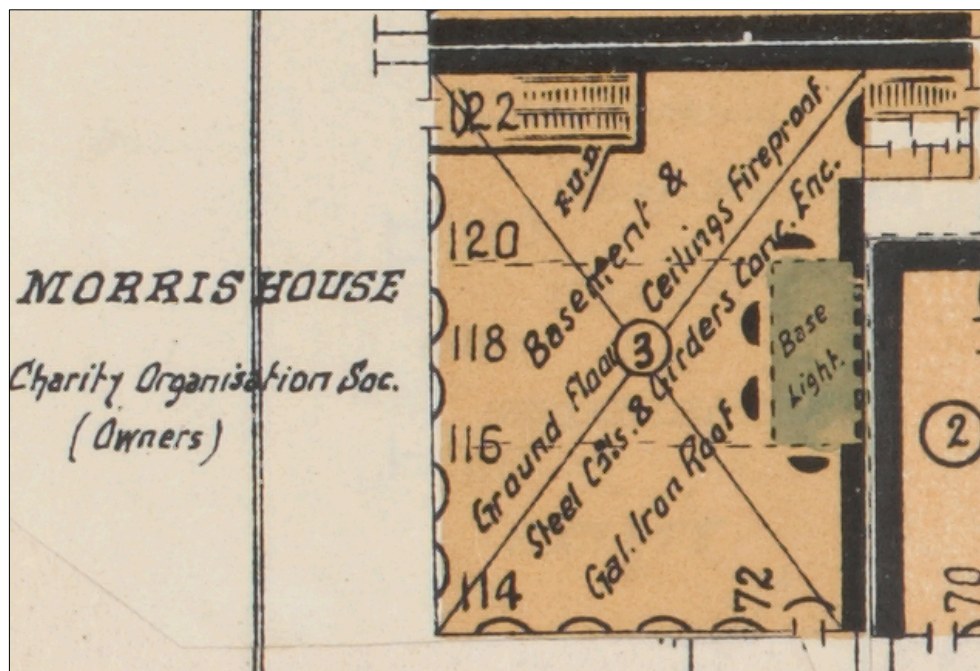 122
F.U.D.
120
118
116
114
MORRIS HOUSE
Charity Organisation Soc.
(Owners)
Basement &
Ground Floor Ceilings Fireproof.
Steel Cols. & Girders Conc. Enc.
Gal. Iron Roof
3
Base
Light.
2
72
70